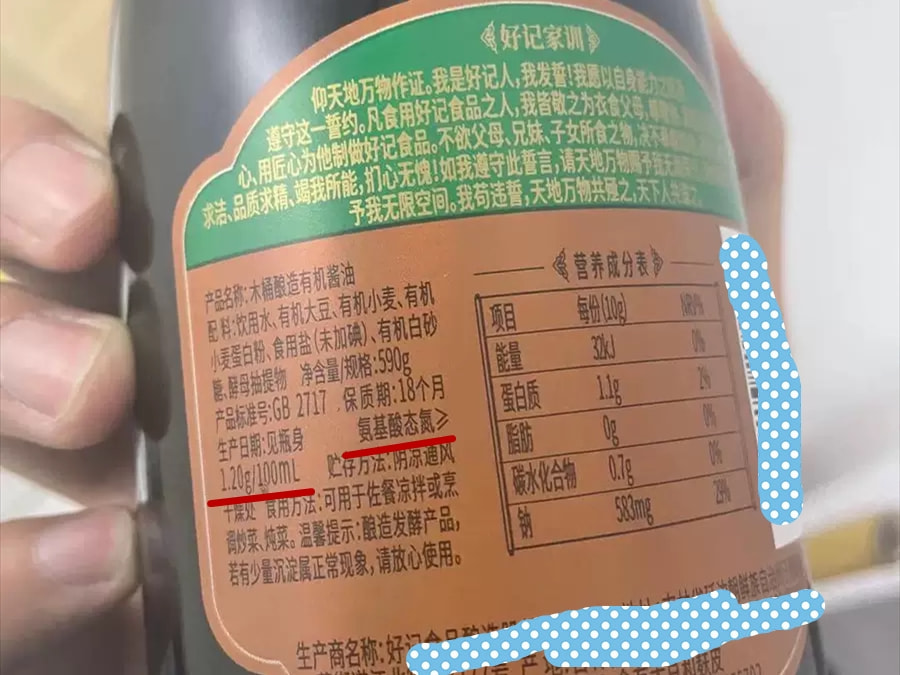 好记家训
仰天地万物作证。我是好记人,我发誓!我愿以自身能力之
遵守这一誓约。凡食用好记食品之人,我皆敬之为衣食父母,
心,用匠心为他制做好记食品。不欲父母、兄妹、子女所食之物,决不
求洁、品质求精、竭我所能,扪心无愧!如我遵守此誓言,请天地万物赐予我无
予我无限空间。我苟违誓,天地万物共惩之,天下人
产品名称:木桶酿造有机酱油
配料:饮用水、有机大豆、有机小麦、有机
小麦蛋白粉、食用盐(未加碘)、有机白砂
糖、酵母抽提物 净含量/规格:590g
产品标准号:GB 2717 保质期:18个月
生产日期:见瓶身 氨基酸态氮≥
1.20g/100mL 贮存方法:阴凉通风
干燥处 食用方法:可用于佐餐凉拌或烹
调炒菜、炖菜。温馨提示:酿造发酵产品,
若有少量沉淀属正常现象,请放心使用。
营养成分表
项目 每份(10g) NRV%
能量 32kJ 0%
蛋白质 1.1g 2%
脂肪 0g 0%
碳水化合物 0.7g 0%
钠 583mg 29%
生产商名称:好记食品酿造